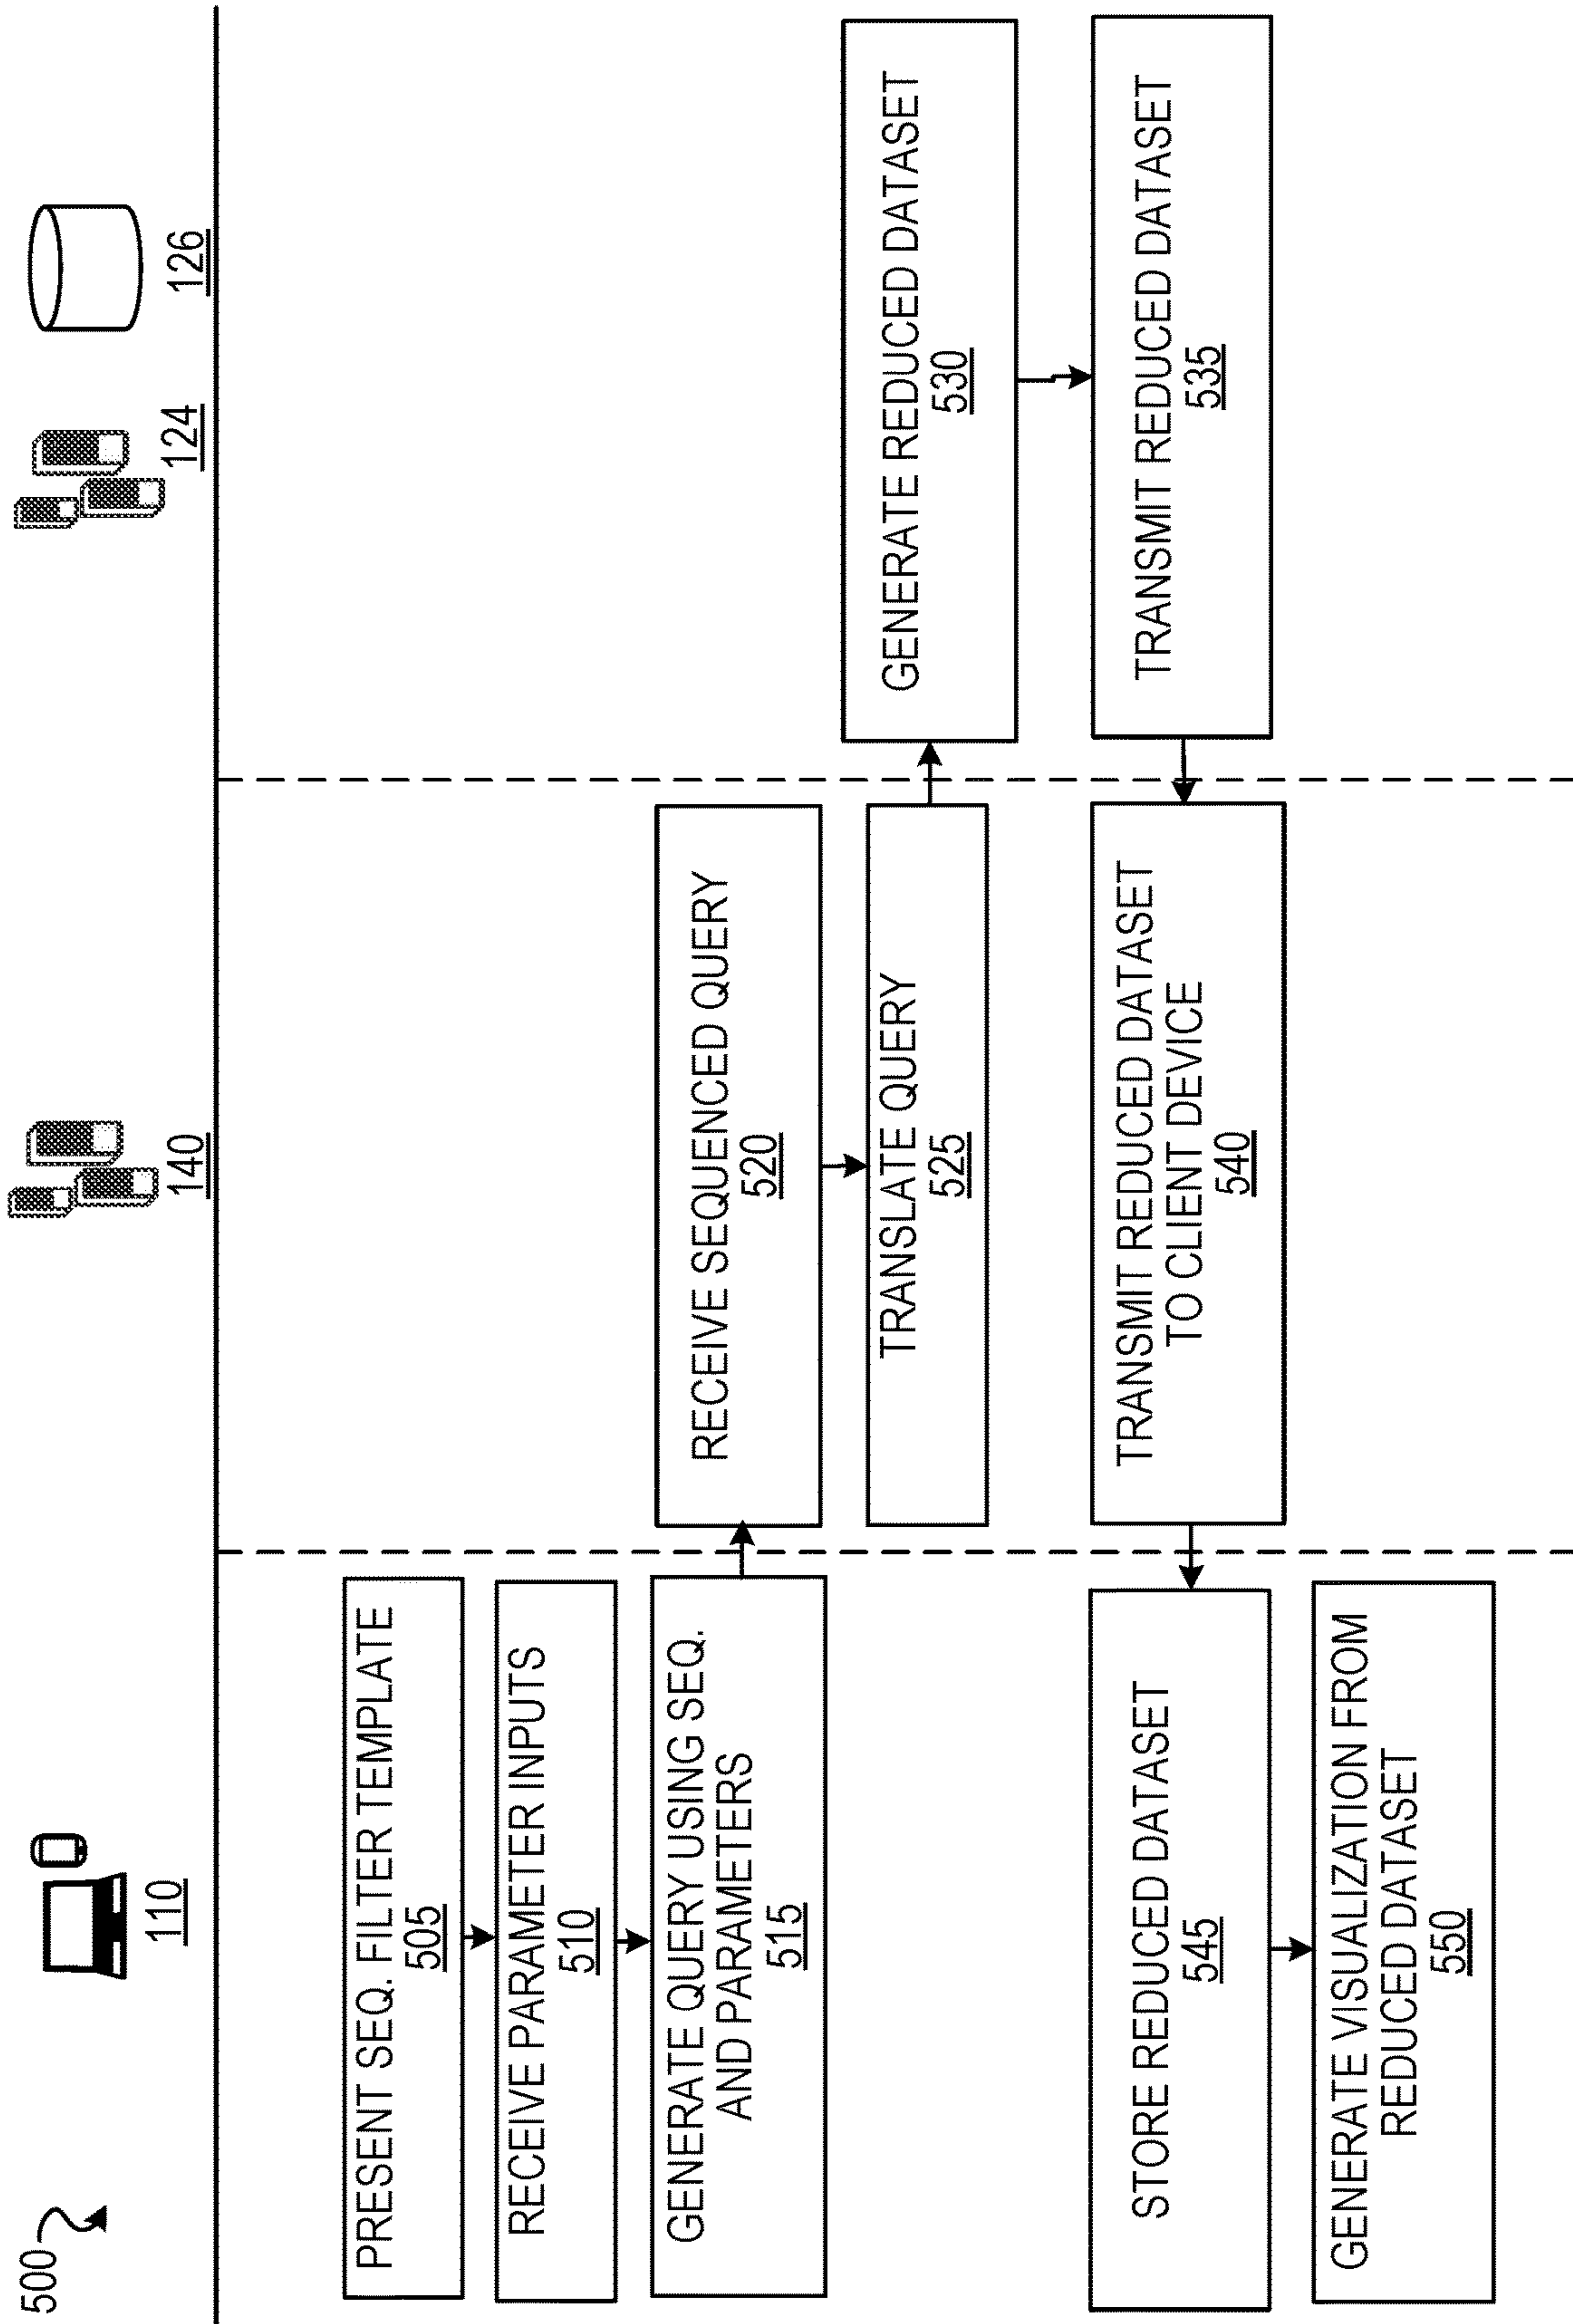 500
110
140
124
126
PRESENT SEQ. FILTER TEMPLATE
505
RECEIVE PARAMETER INPUTS
510
GENERATE QUERY USING SEQ.
AND PARAMETERS
515
RECEIVE SEQUENCED QUERY
520
TRANSLATE QUERY
525
GENERATE REDUCED DATASET
530
TRANSMIT REDUCED DATASET
535
TRANSMIT REDUCED DATASET
TO CLIENT DEVICE
540
STORE REDUCED DATASET
545
GENERATE VISUALIZATION FROM
REDUCED DATASET
550